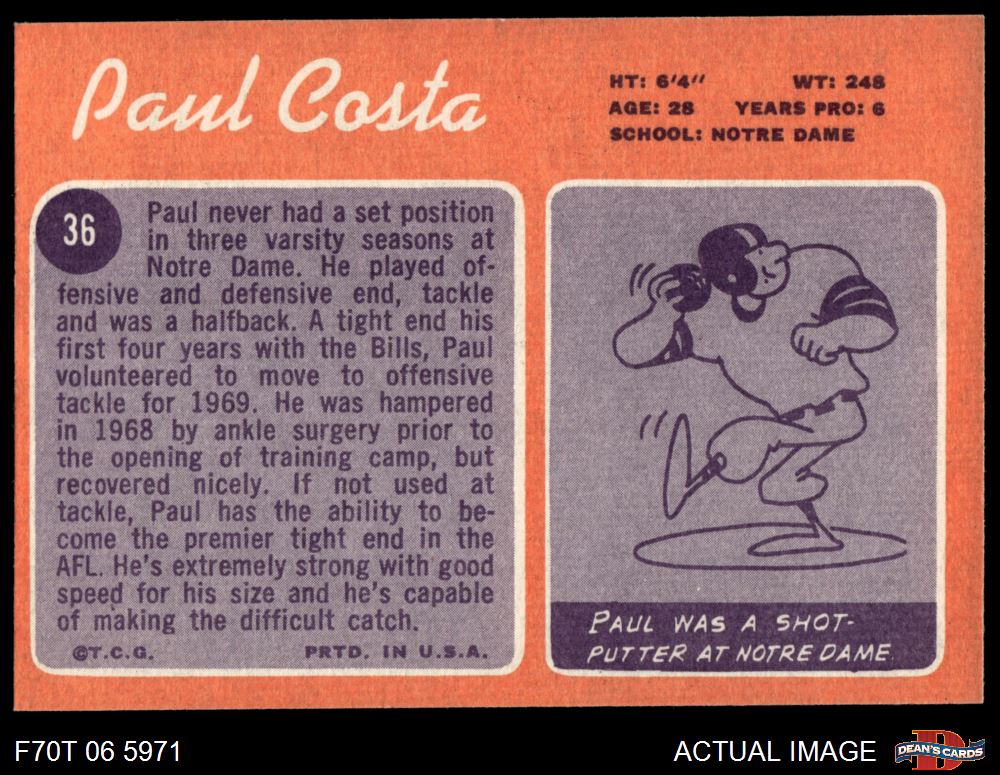 Paul Costa
HT: 6'4" WT: 248
AGE: 28 YEARS PRO: 6
SCHOOL: NOTRE DAME
36
Paul never had a set position
in three varsity seasons at
Notre Dame. He played of-
fensive and defensive end, tackle
and was a halfback. A tight end his
first four years with the Bills, Paul
volunteered to move to offensive
tackle for 1969. He was hampered
in 1968 by ankle surgery prior to
the opening of training camp, but
recovered nicely. If not used at
tackle, Paul has the ability to be-
come the premier tight end in the
AFL. He's extremely strong with good
speed for his size and he's capable
of making the difficult catch.
©T.C.G. PRTD. IN U.S.A.
PAUL WAS A SHOT-
PUTTER AT NOTRE DAME.
F70T 06 5971 ACTUAL IMAGE
DEAN'S CARDS